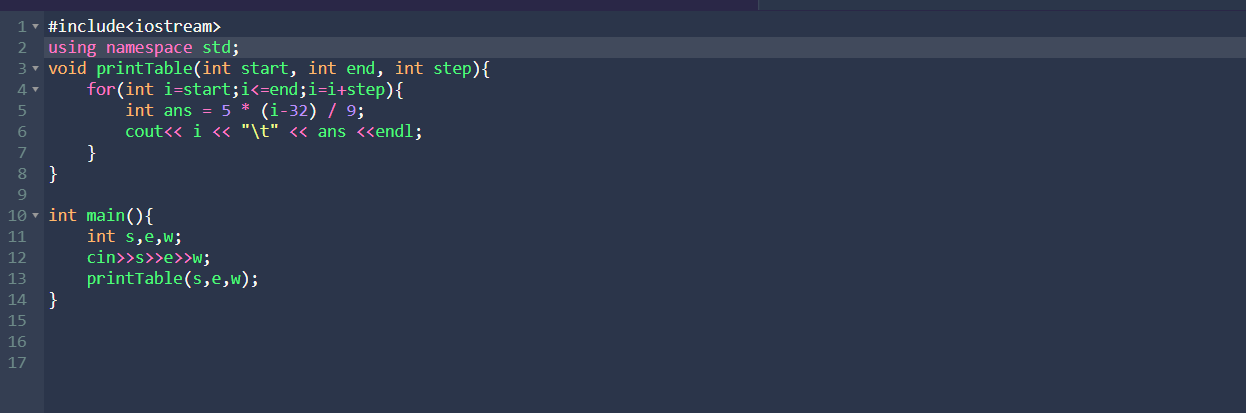 1 #include<iostream>
2 using namespace std;
3 void printTable(int start, int end, int step){
4     for(int i=start;i<=end;i=i+step){
5         int ans = 5 * (i-32) / 9;
6         cout<< i << "\t" << ans <<endl;
7     }
8 }
9
10 int main(){
11     int s,e,w;
12     cin>>s>>e>>w;
13     printTable(s,e,w);
14 }
15
16
17